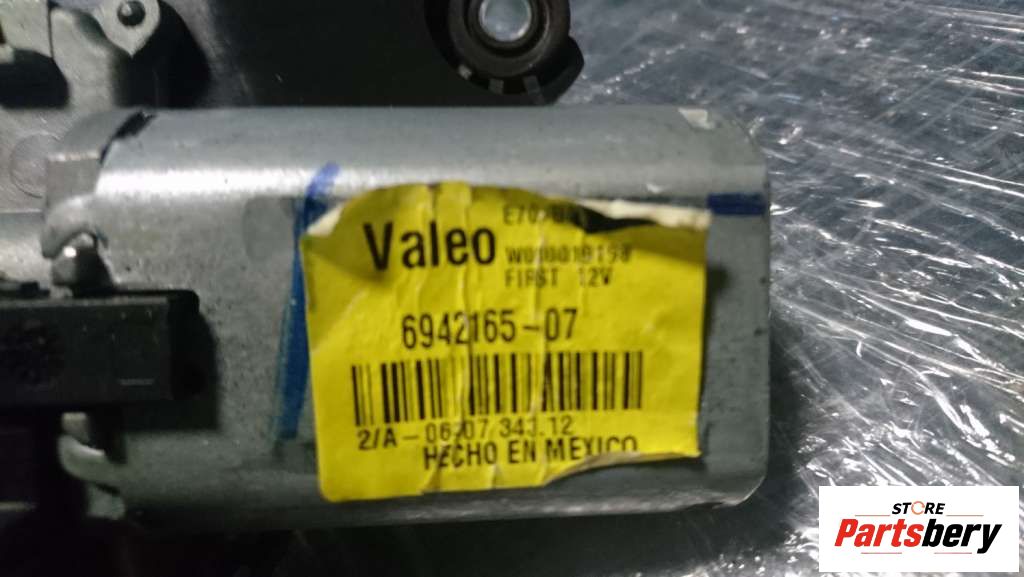 Valeo
FIRST 12V
6942165-07
HECHO EN MEXICO
STORE
Partsbery